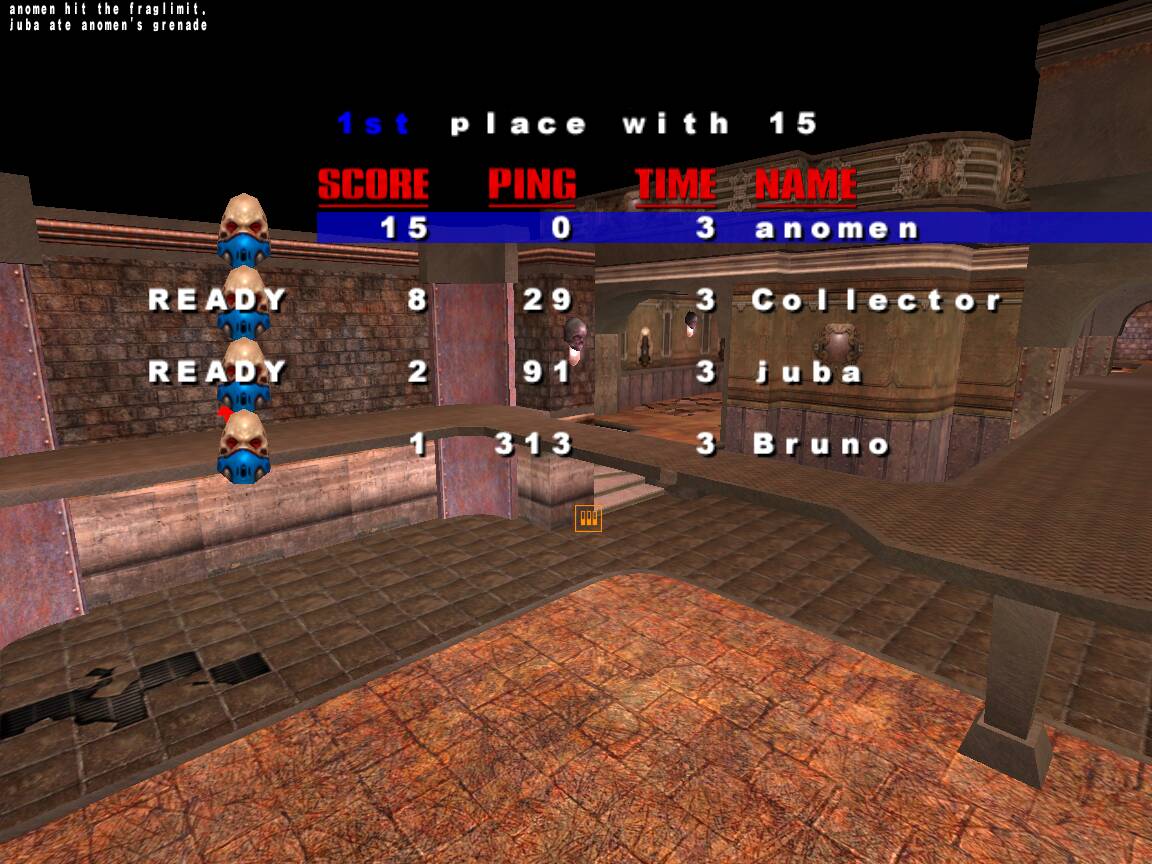 anomen hit the fraglimit.
juba ate anomen's grenade
1st place with 15
SCORE PING TIME NAME
15 0 3 anomen
READY 8 29 3 Collector
READY 2 91 3 juba
1 313 3 Bruno